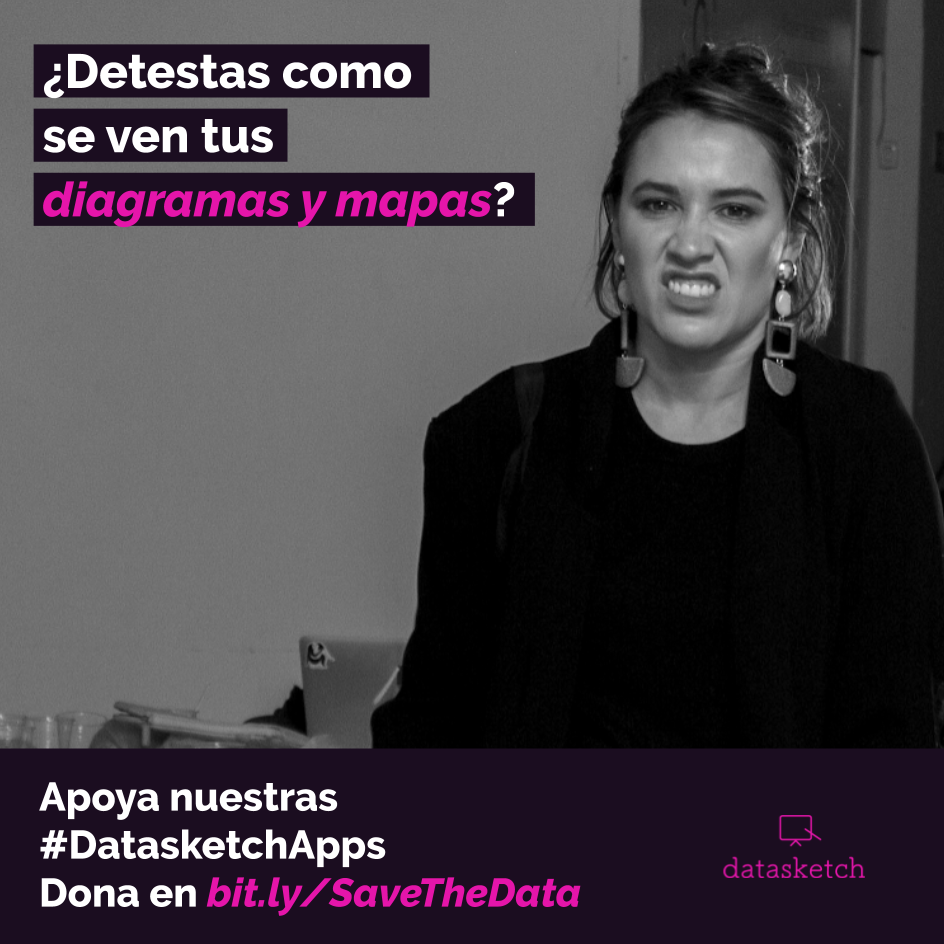 ¿Detestas como
se ven tus
diagramas y mapas?
Apoya nuestras
#DatasketchApps
Dona en bit.ly/SaveTheData
datasketch